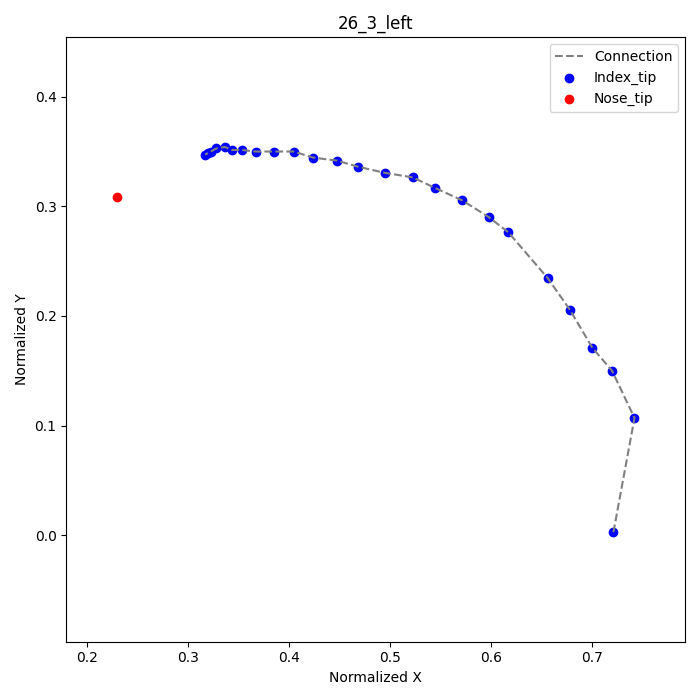 26_3_left
Connection
Index_tip
Nose_tip
0.4
0.3
0.2
0.1
0.0
Normalized Y
0.2 0.3 0.4 0.5 0.6 0.7
Normalized X